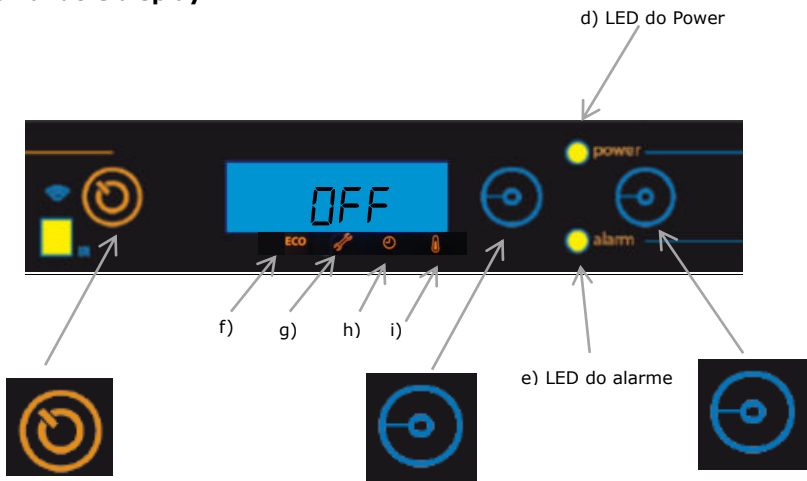 d) LED do Power
power
OFF
ECO
alarm
f)
g)
h)
i)
e) LED do alarme